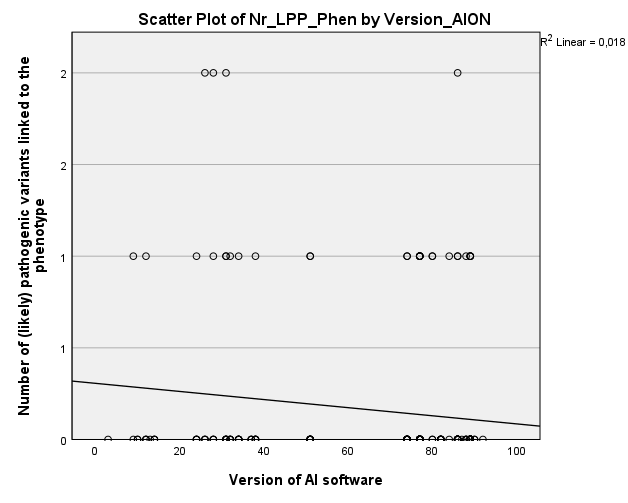 Scatter Plot of Nr_LPP_Phen by Version_AION
R2 Linear = 0,018
Number of (likely) pathogenic variants linked to the
phenotype
2
2
1
1
0
0 20 40 60 80 100
Version of AI software